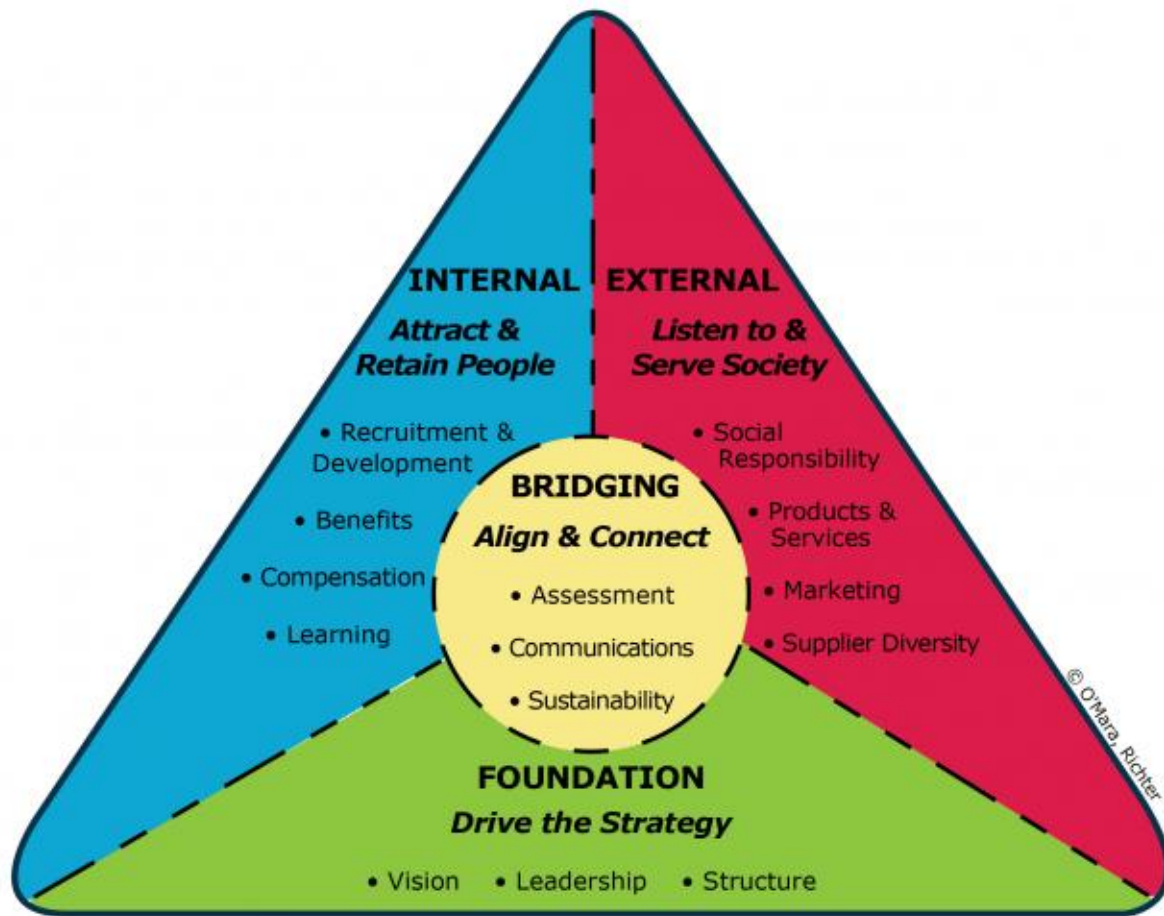 INTERNAL
Attract &
Retain People
• Recruitment &
Development
• Benefits
• Compensation
• Learning
EXTERNAL
Listen to &
Serve Society
• Social
Responsibility
• Products &
Services
• Marketing
• Supplier Diversity
BRIDGING
Align & Connect
• Assessment
• Communications
• Sustainability
FOUNDATION
Drive the Strategy
• Vision • Leadership • Structure
© O'Mara, Richter